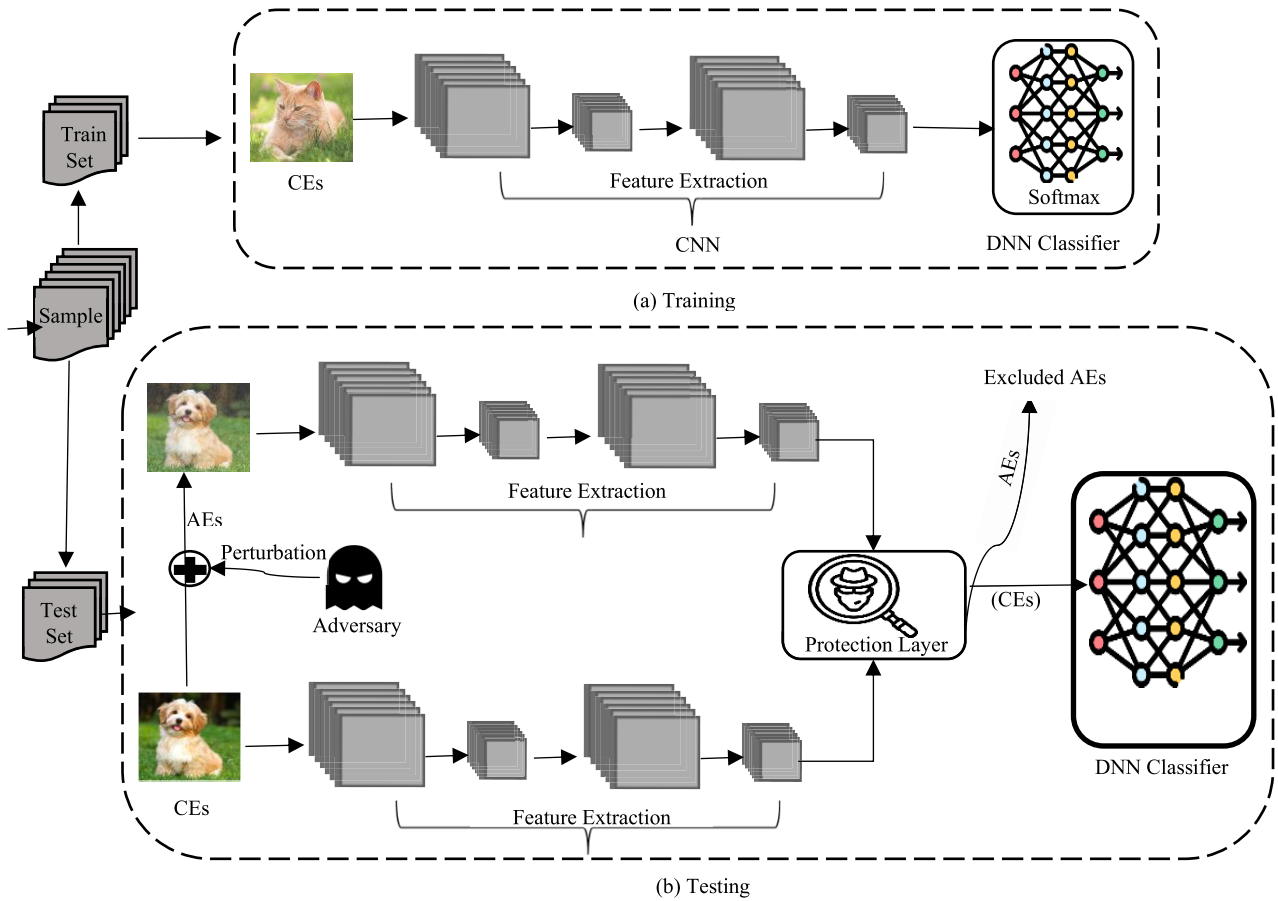 Train
Set
CEs
Feature Extraction
CNN
Softmax
DNN Classifier
(a) Training
Sample
Excluded AEs
AEs
Feature Extraction
AEs
Perturbation
Adversary
Test
Set
(CEs)
Protection Layer
DNN Classifier
CEs
Feature Extraction
(b) Testing